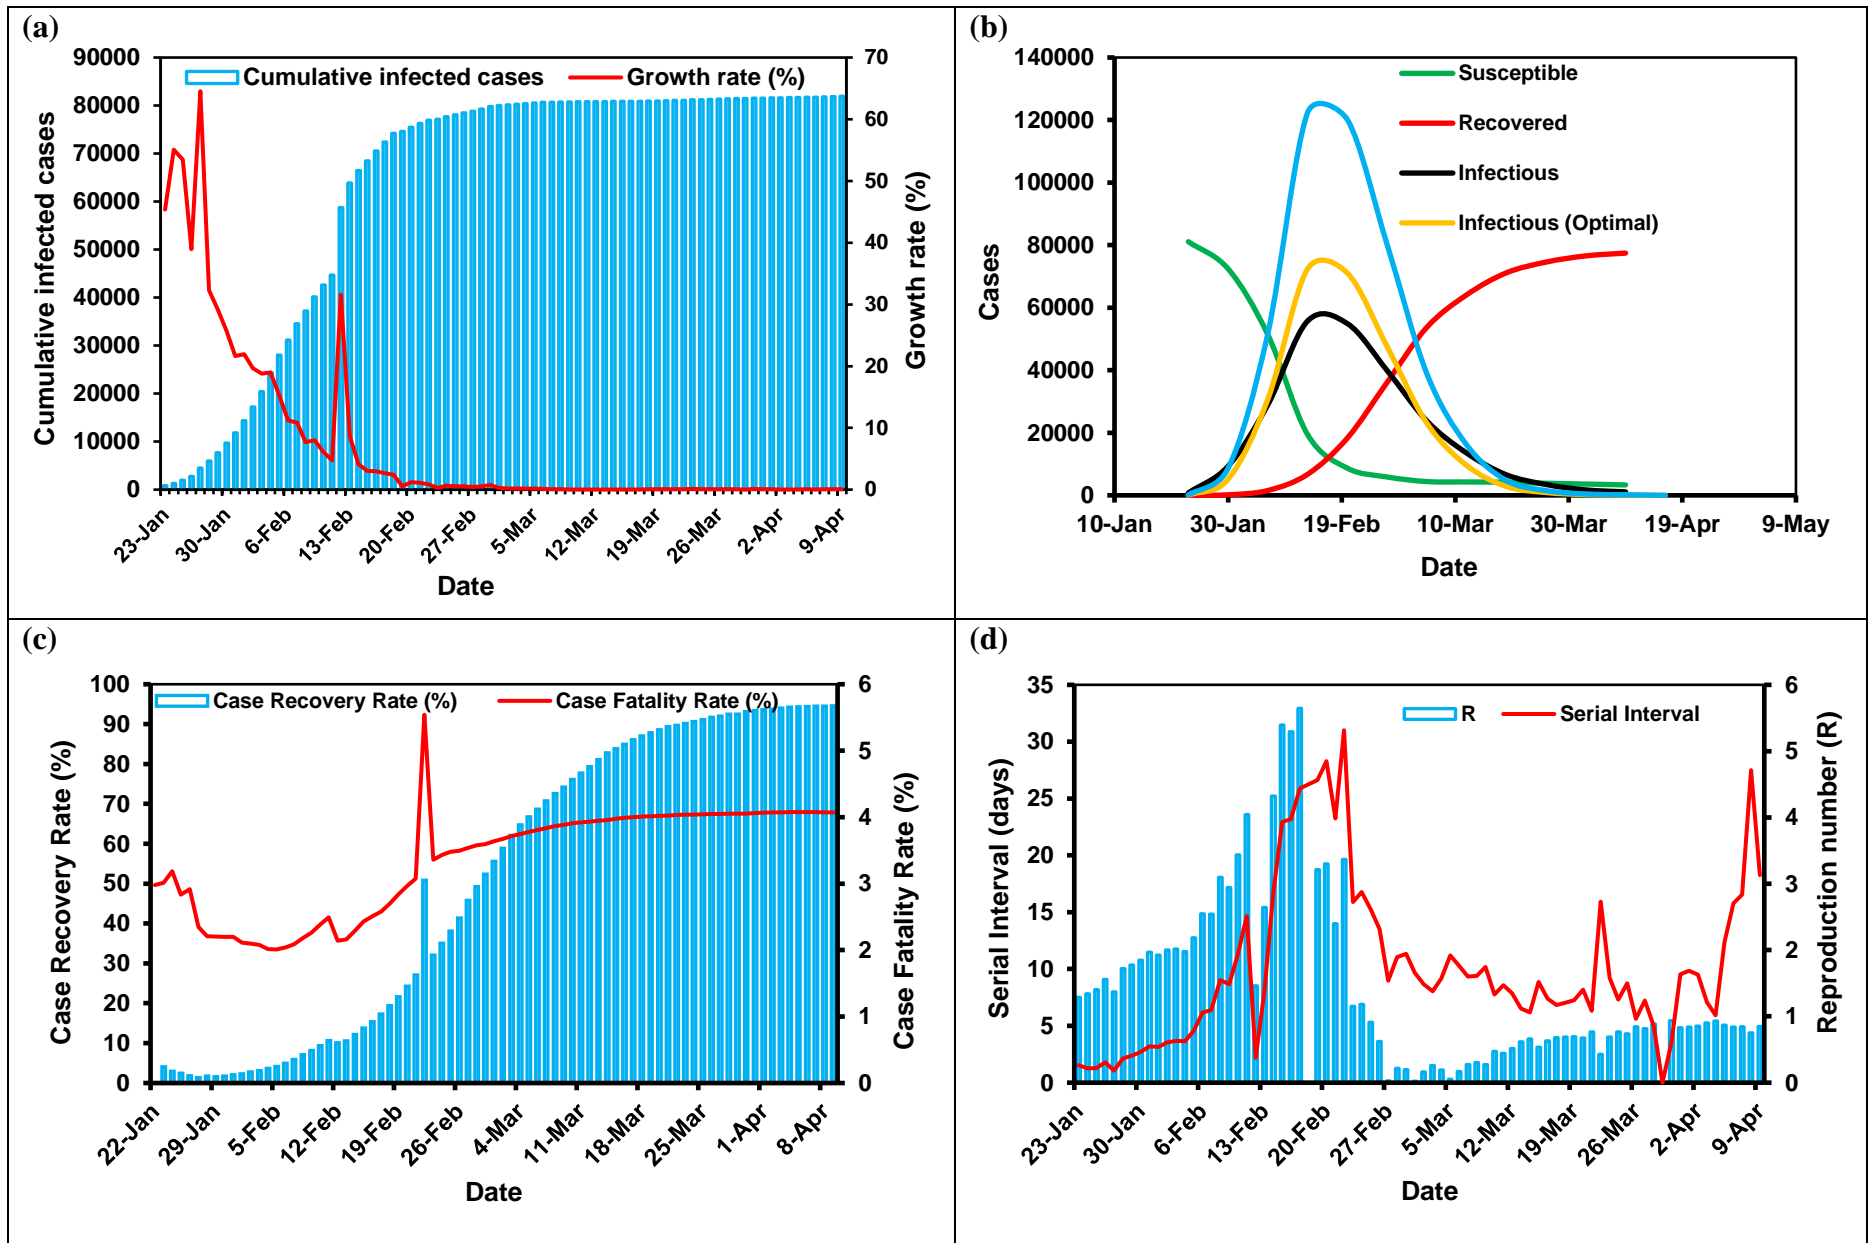 (a)
Cumulative infected cases
Growth rate (%)
90000
80000
70000
60000
50000
40000
30000
20000
10000
0
Cumulative infected cases
70
60
50
40
30
20
10
0
Growth rate (%)
23-Jan
30-Jan
6-Feb
13-Feb
20-Feb
27-Feb
5-Mar
12-Mar
19-Mar
26-Mar
2-Apr
9-Apr
Date
(b)
Susceptible
Recovered
Infectious
Infectious (Optimal)
140000
120000
100000
80000
60000
40000
20000
0
Cases
10-Jan
30-Jan
19-Feb
10-Mar
30-Mar
19-Apr
9-May
Date
(c)
Case Recovery Rate (%)
Case Fatality Rate (%)
100
90
80
70
60
50
40
30
20
10
0
Case Recovery Rate (%)
6
5
4
3
2
1
0
Case Fatality Rate (%)
22-Jan
29-Jan
5-Feb
12-Feb
19-Feb
26-Feb
4-Mar
11-Mar
18-Mar
25-Mar
1-Apr
8-Apr
Date
(d)
R
Serial Interval
35
30
25
20
15
10
5
0
Serial Interval (days)
6
5
4
3
2
1
0
Reproduction number (R)
23-Jan
30-Jan
6-Feb
13-Feb
20-Feb
27-Feb
5-Mar
12-Mar
19-Mar
26-Mar
2-Apr
9-Apr
Date